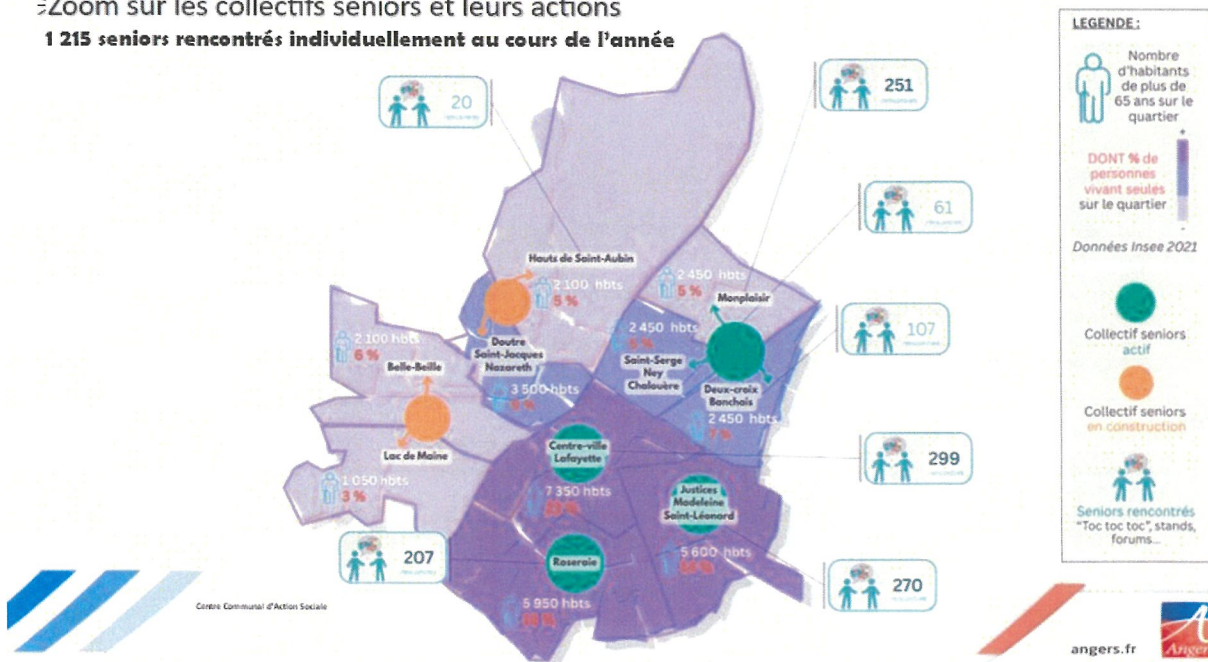 Zoom sur les collectifs seniors et leurs actions
1 215 seniors rencontrés individuellement au cours de l'année
20
251
61
107
299
270
207
Hauts de Saint-Aubin
2 100 hbts
5 %
Doutre
Saint-Jacques
Nazareth
3 500 hbts
2 100 hbts
6 %
Belle-Beille
Lac de Maine
1 050 hbts
3 %
2 450 hbts
5 %
Monplaisir
2 450 hbts
Saint-Serge
Ney
Chalouère
Deux-croix
Banchais
2 450 hbts
7 %
Centre-ville
Lafayette
7 350 hbts
Justices
Madeleine
Saint-Léonard
5 600 hbts
Roseraie
5 950 hbts
LEGENDE :
Nombre
d'habitants
de plus de
65 ans sur le
quartier
DONT % de
personnes
vivant seules
sur le quartier
+
-
Données Insee 2021
Collectif seniors
actif
Collectif seniors
en construction
Seniors rencontrés
"Toc toc toc", stands,
forums...
Centre Communal d'Action Sociale
angers.fr
Angers